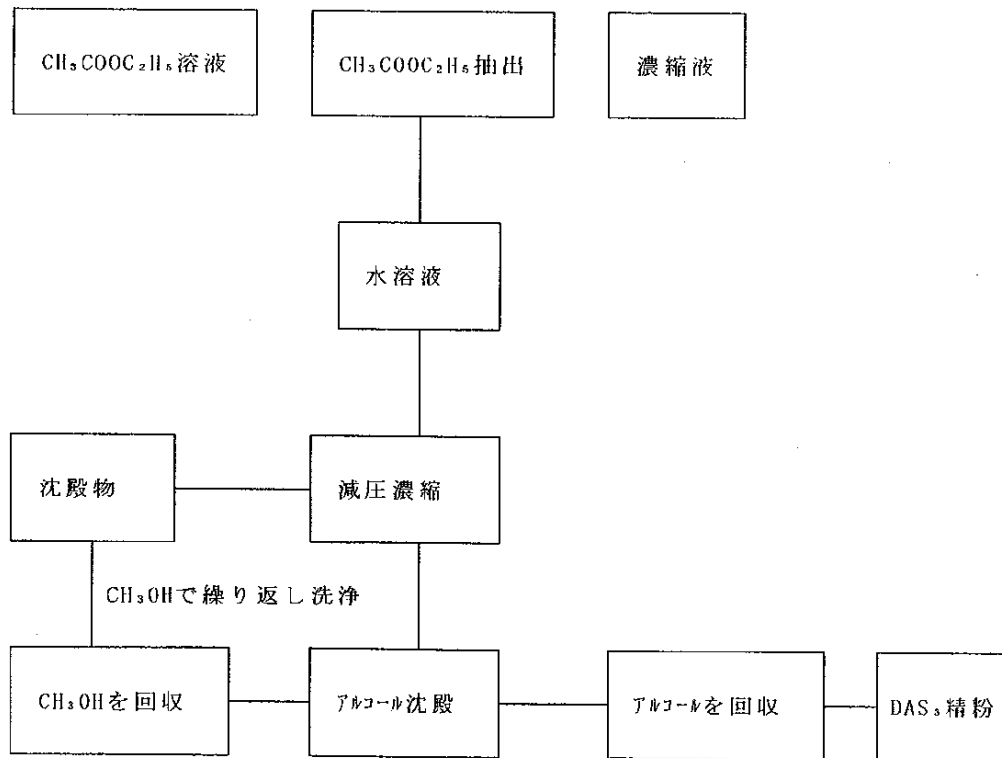 CH₃COOC₂H₅溶液
CH₃COOC₂H₅抽出
濃縮液
水溶液
沈殿物
減圧濃縮
CH₃OHで繰り返し洗浄
CH₃OHを回収
アルコール沈殿
アルコールを回収
DAS₃精粉